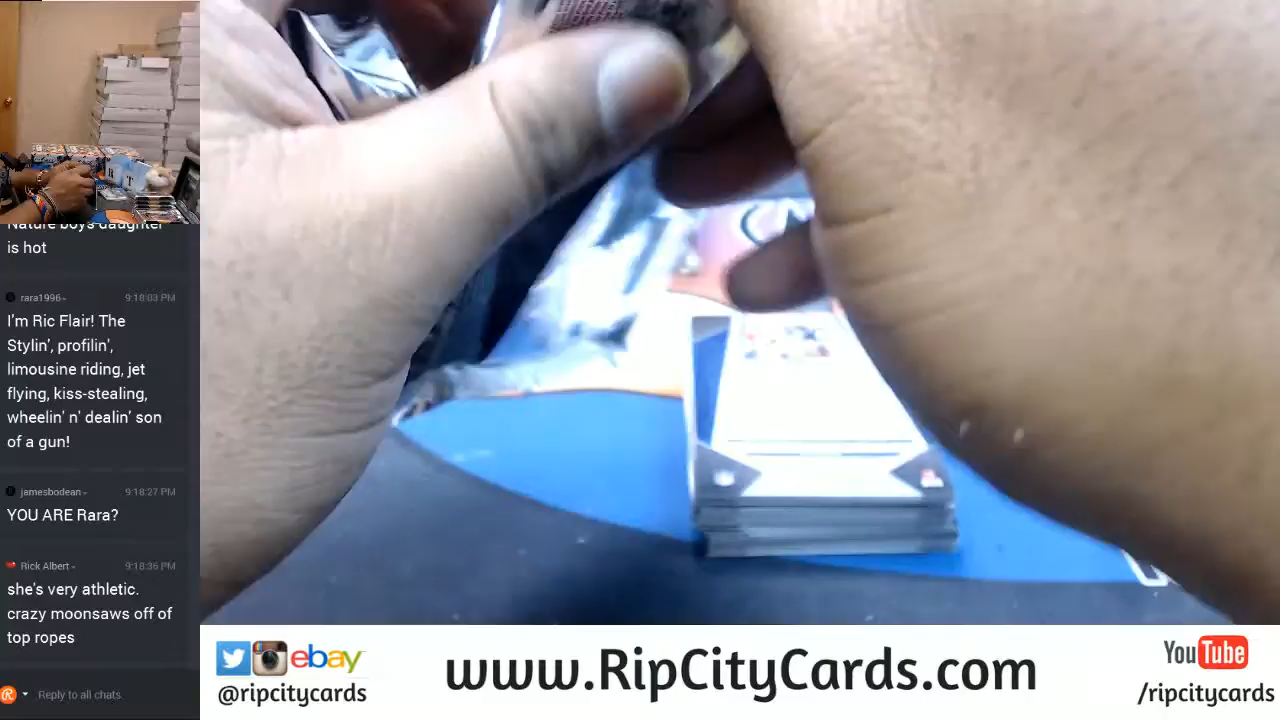 Nature boys daughter
is hot
rara1996
9:18:03 PM
I'm Ric Flair! The
Stylin', profilin',
limousine riding, jet
flying, kiss-stealing,
wheelin' n' dealin' son
of a gun!
jamesbodean
9:18:27 PM
YOU ARE Rara?
Rick Albert
9:18:36 PM
she's very athletic.
crazy moonsaws off of
top ropes
Reply to all chats
ebay
@ripcitycards
www.RipCityCards.com
YouTube
/ripcitycards